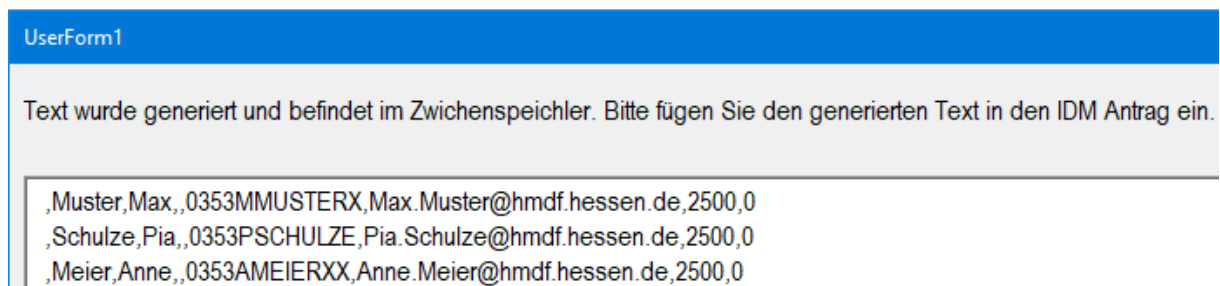 UserForm1
Text wurde generiert und befindet im Zwichenspeichler. Bitte fügen Sie den generierten Text in den IDM Antrag ein.
,Muster,Max,,0353MMUSTERX,Max.Muster@hmdf.hessen.de,2500,0
,Schulze,Pia,,0353PSCHULZE,Pia.Schulze@hmdf.hessen.de,2500,0
,Meier,Anne,,0353AMEIERXX,Anne.Meier@hmdf.hessen.de,2500,0